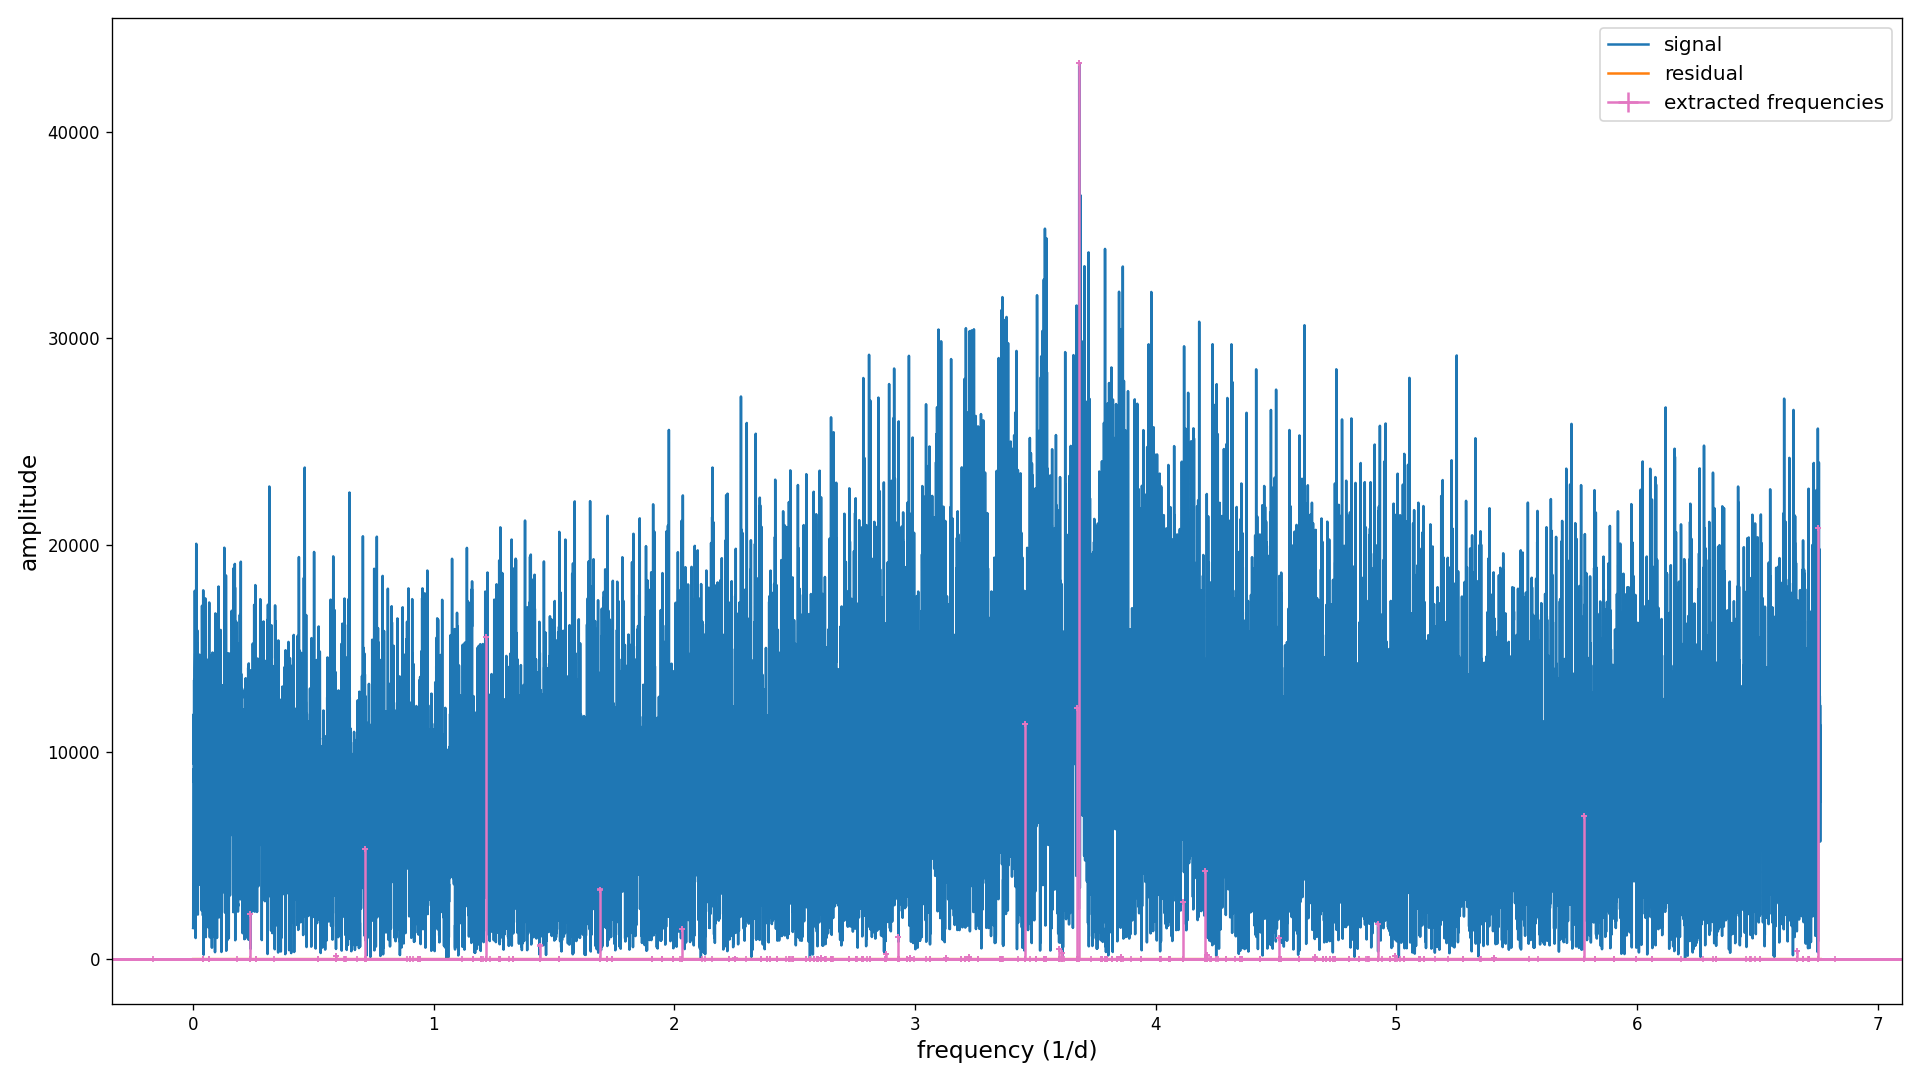 signal
residual
extracted frequencies
40000
30000
20000
10000
0
amplitude
0 1 2 3 4 5 6 7
frequency (1/d)